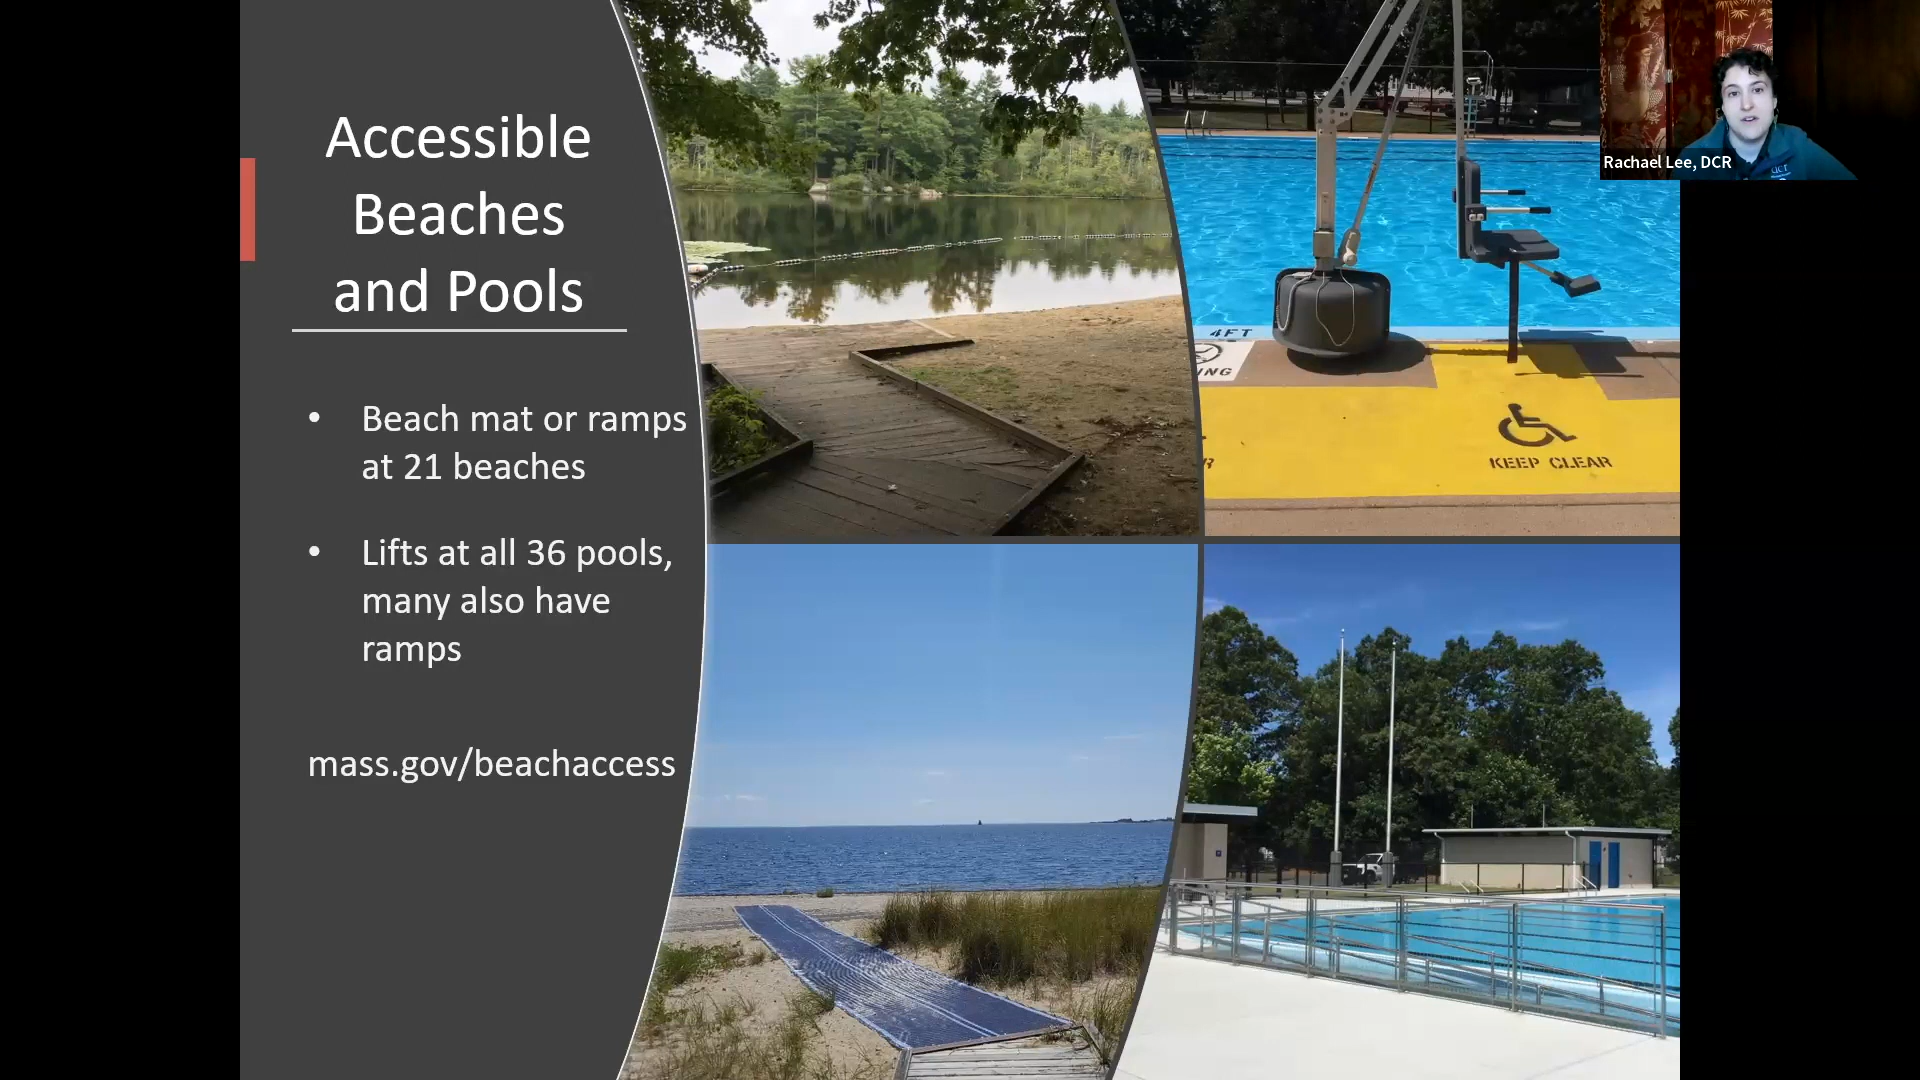 Accessible
Beaches
and Pools
• Beach mat or ramps
at 21 beaches
• Lifts at all 36 pools,
many also have
ramps
mass.gov/beachaccess
4FT
KEEP CLEAR
Rachael Lee, DCR